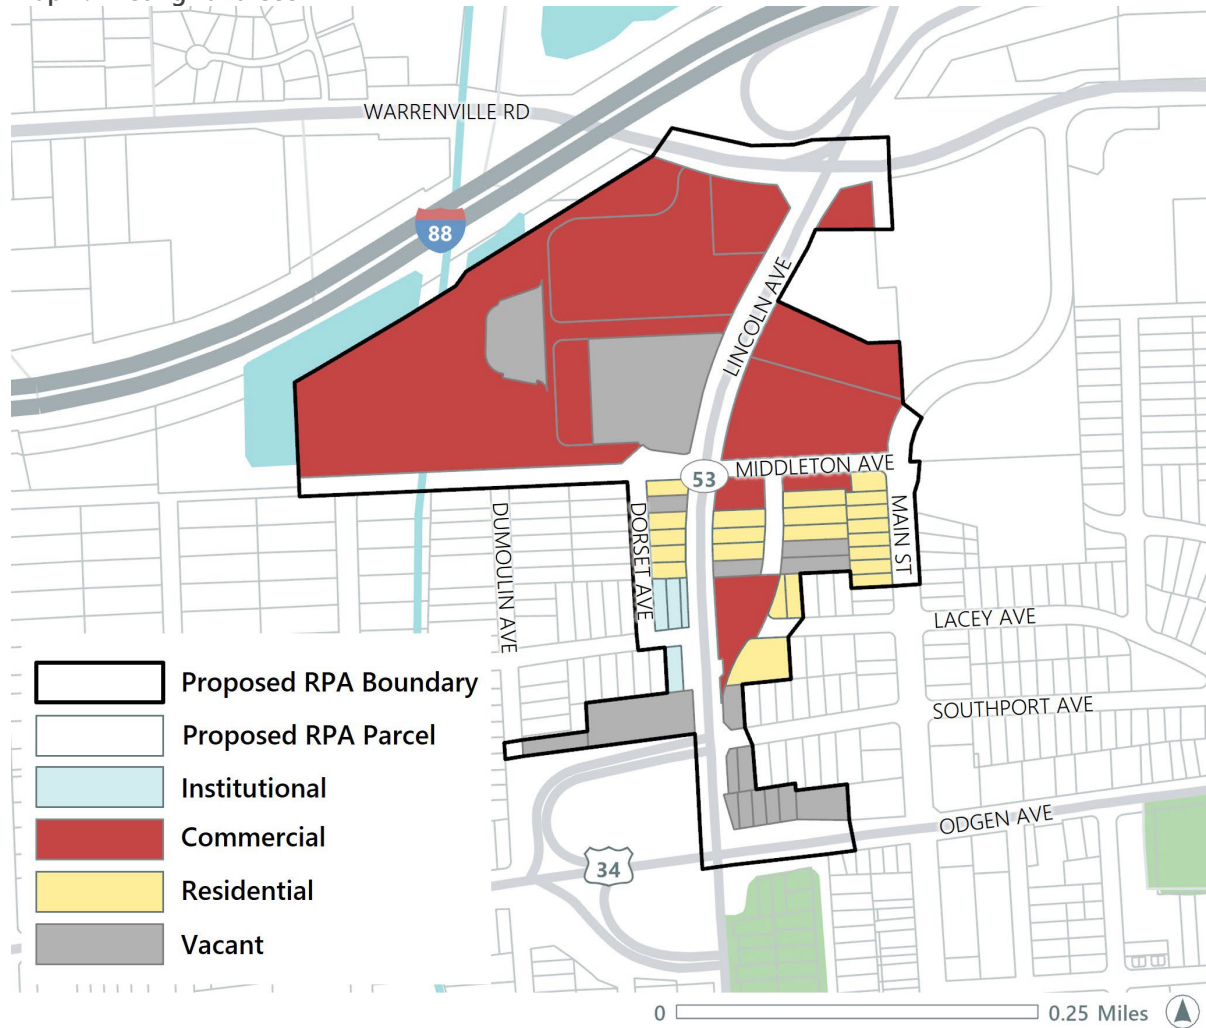 WARRENVILLE RD
88
LINCOLN AVE
MIDDLETON AVE
53
DUMOULIN AVE
DORSET AVE
MAIN ST
LACEY AVE
SOUTHPORT AVE
ODGEN AVE
34
Proposed RPA Boundary
Proposed RPA Parcel
Institutional
Commercial
Residential
Vacant
0 0.25 Miles